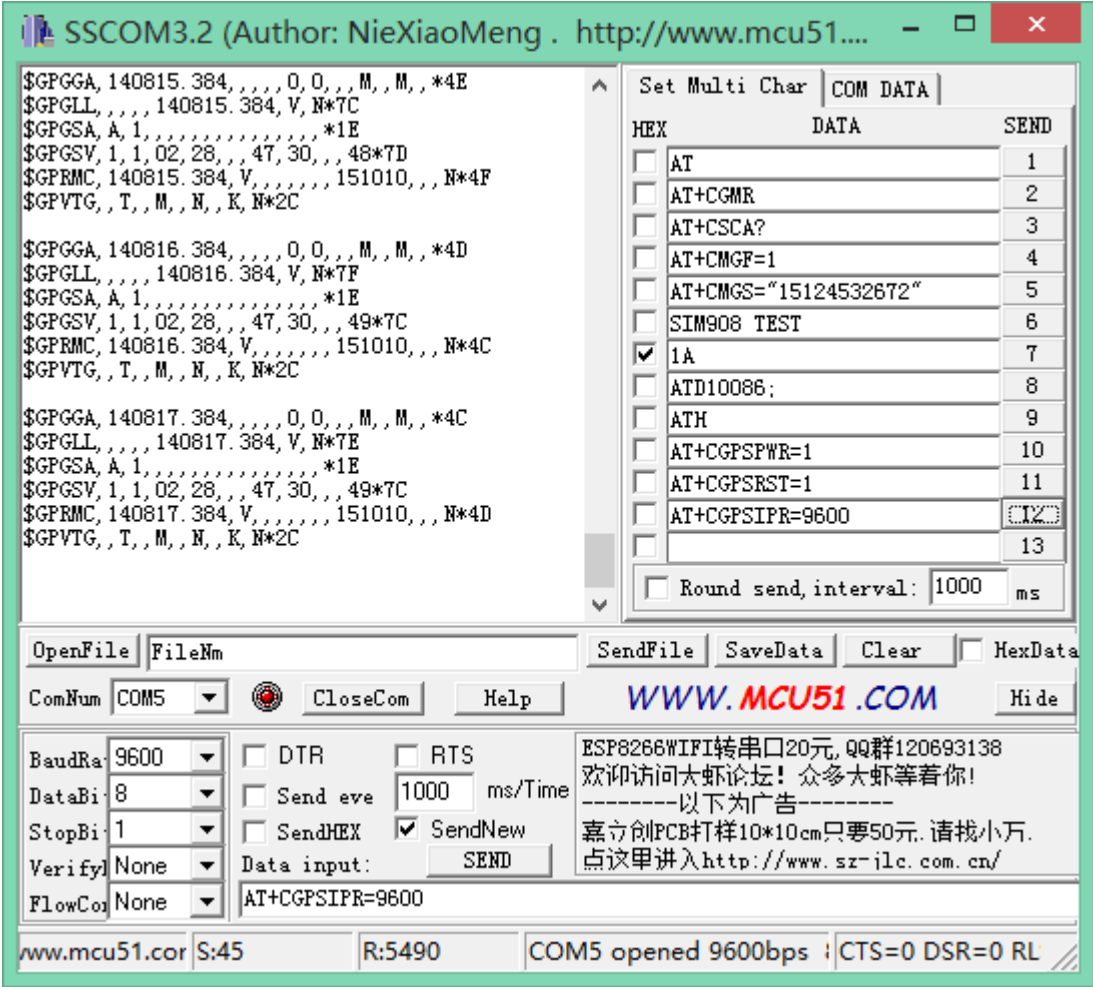 SSCOM3.2 (Author: NieXiaoMeng .  http://www.mcu51....
$GPGGA,140815.384,,,,,0,0,,,M,,M,,*4E
$GPGLL,,,,,140815.384,V,N*7C
$GPGSA,A,1,,,,,,,,,,,,,,,*1E
$GPGSV,1,1,02,28,,,47,30,,,48*7D
$GPRMC,140815.384,V,,,,,,,151010,,,N*4F
$GPVTG,,T,,M,,N,,K,N*2C
$GPGGA,140816.384,,,,,0,0,,,M,,M,,*4D
$GPGLL,,,,,140816.384,V,N*7F
$GPGSA,A,1,,,,,,,,,,,,,,,*1E
$GPGSV,1,1,02,28,,,47,30,,,49*7C
$GPRMC,140816.384,V,,,,,,,151010,,,N*4C
$GPVTG,,T,,M,,N,,K,N*2C
$GPGGA,140817.384,,,,,0,0,,,M,,M,,*4C
$GPGLL,,,,,140817.384,V,N*7E
$GPGSA,A,1,,,,,,,,,,,,,,,*1E
$GPGSV,1,1,02,28,,,47,30,,,49*7C
$GPRMC,140817.384,V,,,,,,,151010,,,N*4D
$GPVTG,,T,,M,,N,,K,N*2C
Set Multi Char COM DATA
HEX DATA SEND
AT 1
AT+CGMR 2
AT+CSCA? 3
AT+CMGF=1 4
AT+CMGS="15124532672" 5
SIM908 TEST 6
1A 7
ATD10086; 8
ATH 9
AT+CGPSPWR=1 10
AT+CGPSRST=1 11
AT+CGPSIPR=9600 12
13
Round send,interval: 1000 ms
OpenFile FileNm SendFile SaveData Clear HexData
ComNum COM5 CloseCom Help WWW.MCU51.COM Hide
BaudRa 9600 DTR RTS
DataBi 8 Send eve 1000 ms/Time
StopBi 1 SendHEX SendNew
Verify None Data input: SEND
FlowCo None AT+CGPSIPR=9600
ESP8266WIFI转串口20元,QQ群120693138
欢迎访问大虾论坛！众多大虾等着你!
--------以下为广告--------
嘉立创PCB打样10*10cm只要50元.请找小万.
点这里进入http://www.sz-jlc.com.cn/
www.mcu51.cor S:45 R:5490 COM5 opened 9600bps CTS=0 DSR=0 RL